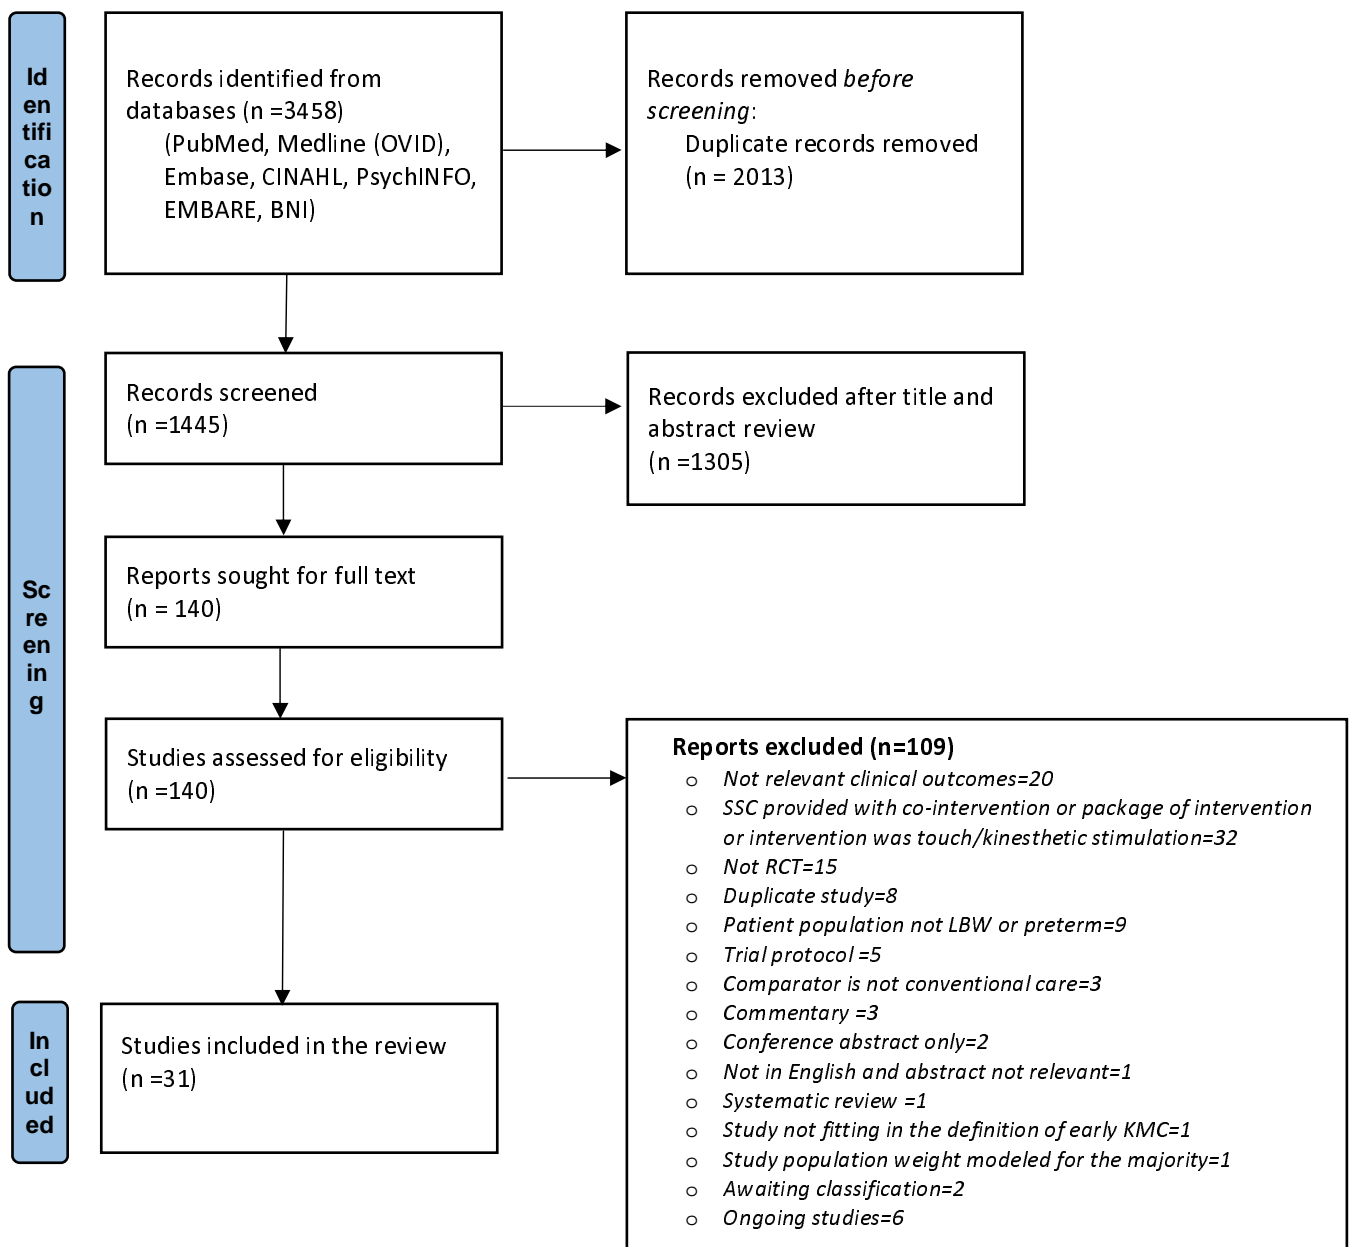 Id
en
tifi
ca
tio
n
Records identified from
databases (n =3458)
(PubMed, Medline (OVID),
Embase, CINAHL, PsychINFO,
EMBARE, BNI)
Records removed before
screening:
Duplicate records removed
(n = 2013)
Sc
re
en
in
g
Records screened
(n =1445)
Records excluded after title and
abstract review
(n =1305)
Reports sought for full text
(n = 140)
Studies assessed for eligibility
(n =140)
Reports excluded (n=109)
o Not relevant clinical outcomes=20
o SSC provided with co-intervention or package of intervention
or intervention was touch/kinesthetic stimulation=32
o Not RCT=15
o Duplicate study=8
o Patient population not LBW or preterm=9
o Trial protocol =5
o Comparator is not conventional care=3
o Commentary =3
o Conference abstract only=2
o Not in English and abstract not relevant=1
o Systematic review =1
o Study not fitting in the definition of early KMC=1
o Study population weight modeled for the majority=1
o Awaiting classification=2
o Ongoing studies=6
In
cl
ud
ed
Studies included in the review
(n =31)